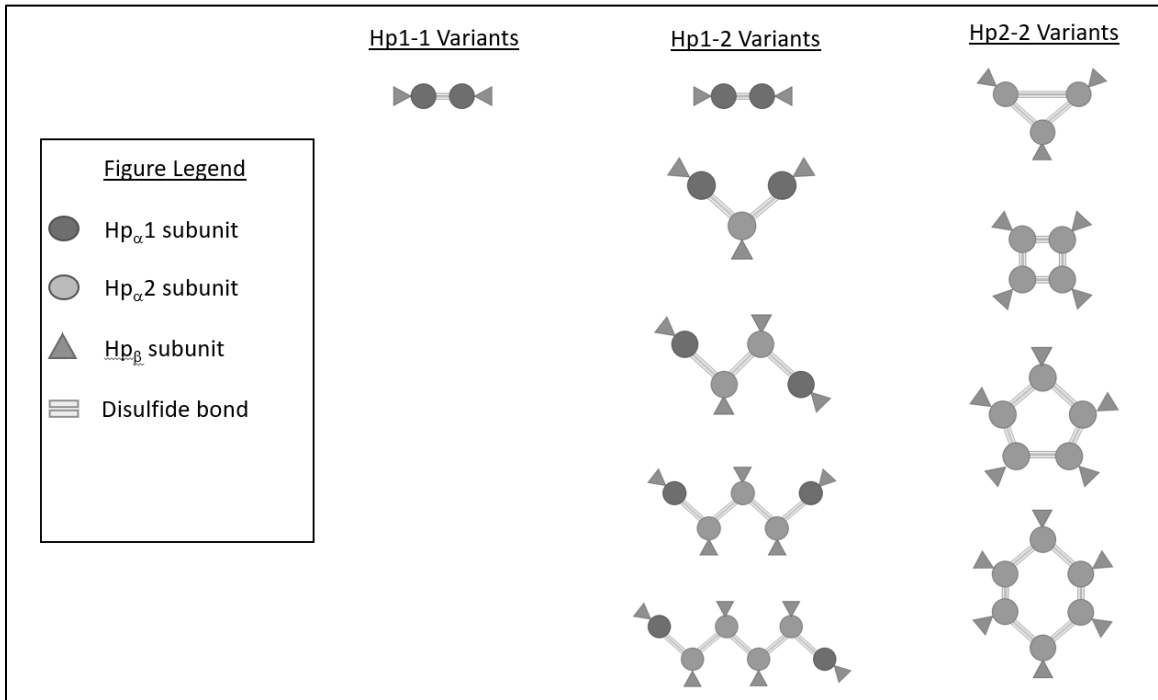 Hp1-1 Variants
Hp1-2 Variants
Hp2-2 Variants
Figure Legend
Hpα1 subunit
Hpα2 subunit
Hpβ subunit
Disulfide bond